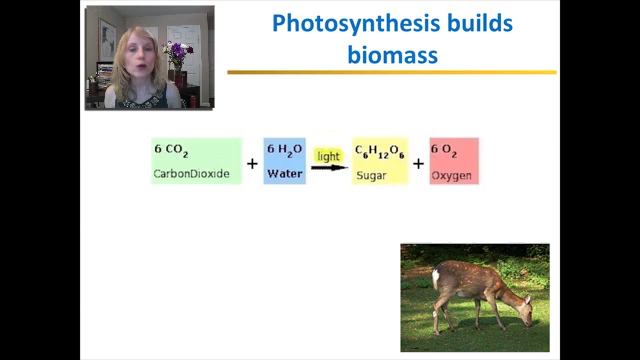 Photosynthesis builds
biomass
6 CO₂ + 6 H₂O light C₆H₁₂O₆ + 6 O₂
CarbonDioxide Water Sugar Oxygen